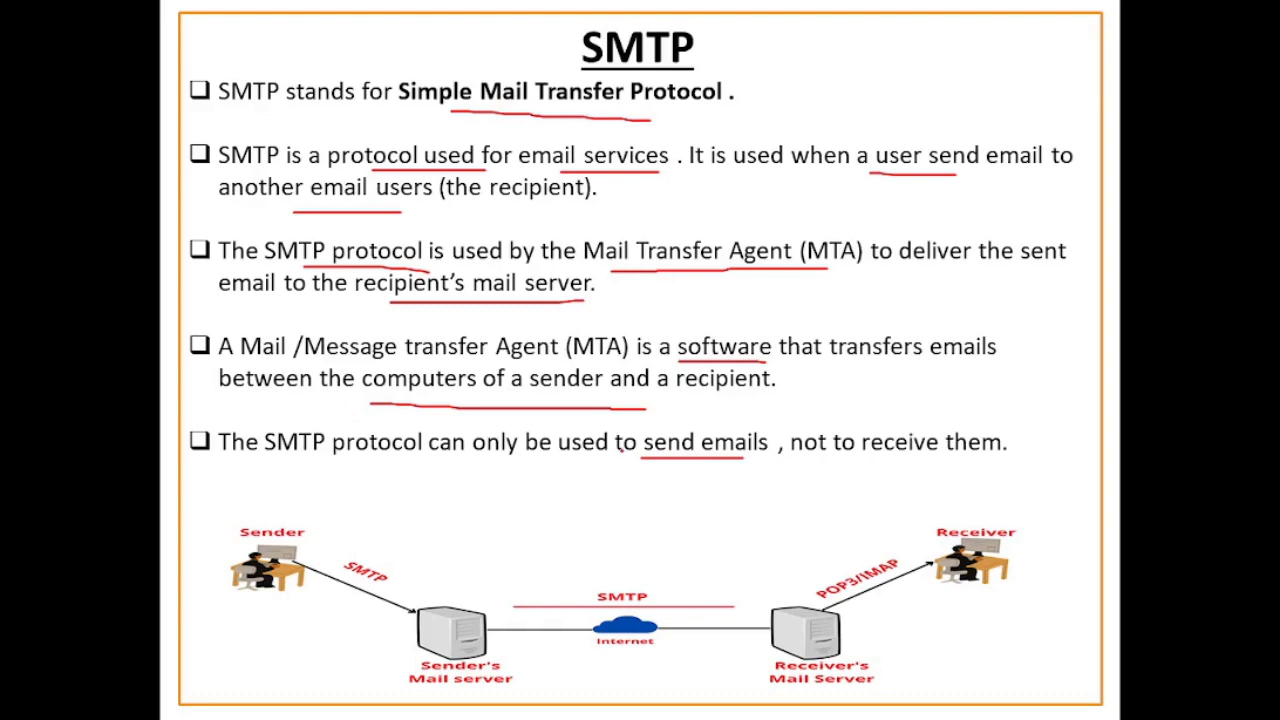 SMTP
❑ SMTP stands for Simple Mail Transfer Protocol .
❑ SMTP is a protocol used for email services . It is used when a user send email to
another email users (the recipient).
❑ The SMTP protocol is used by the Mail Transfer Agent (MTA) to deliver the sent
email to the recipient’s mail server.
❑ A Mail /Message transfer Agent (MTA) is a software that transfers emails
between the computers of a sender and a recipient.
❑ The SMTP protocol can only be used to send emails , not to receive them.
Sender
Receiver
SMTP
SMTP
POP3/IMAP
Internet
Sender's
Mail server
Receiver's
Mail Server